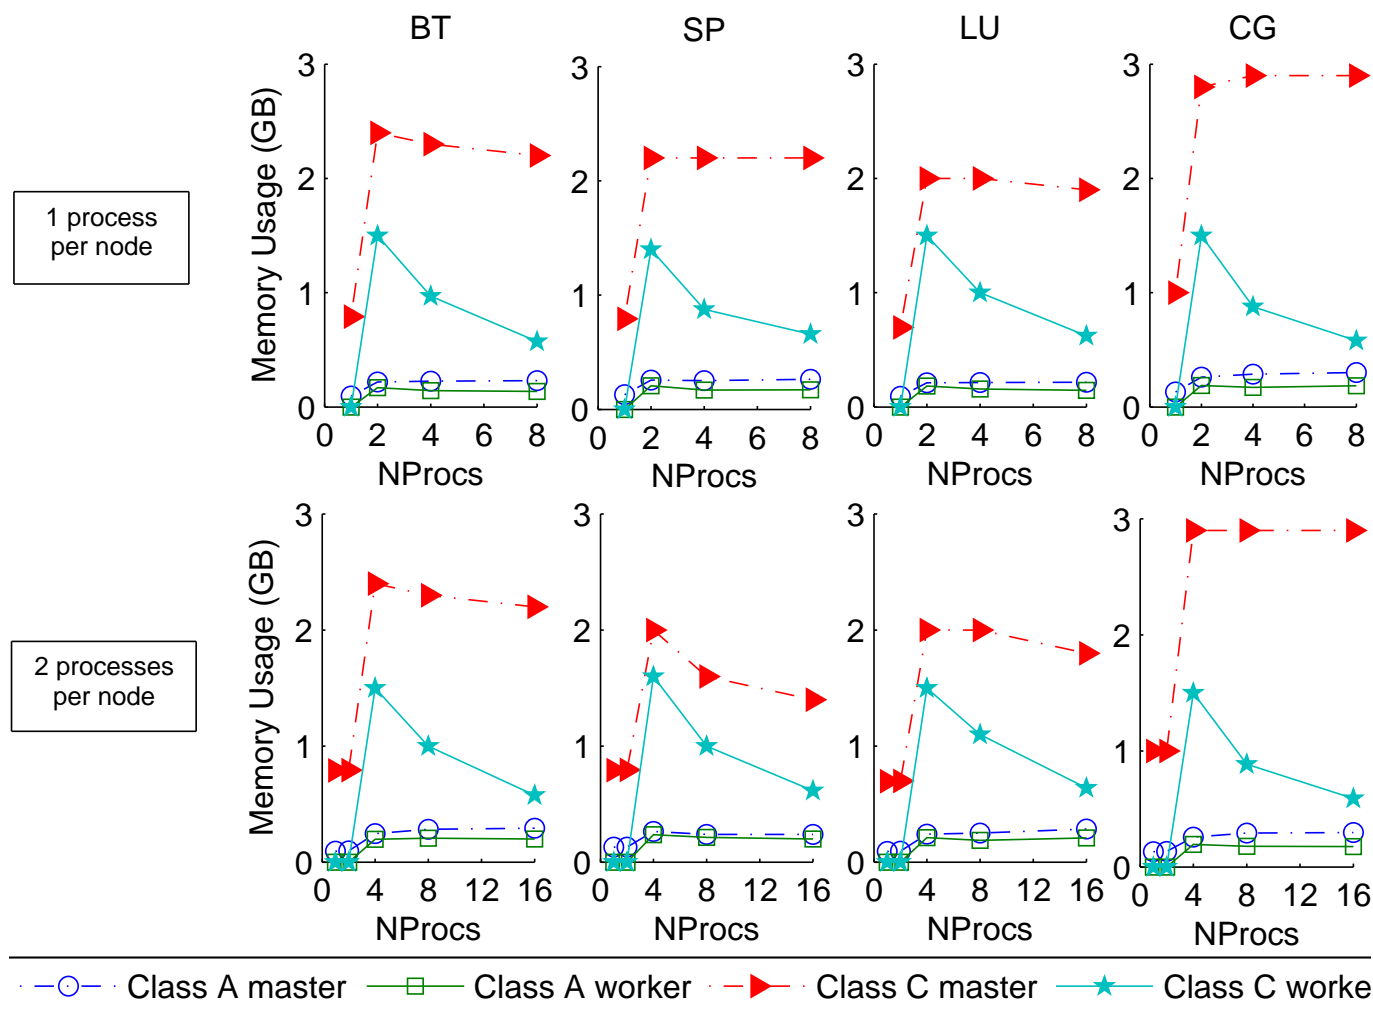 BT SP LU CG
1 process
per node
Memory Usage (GB)
3
2
1
0
0 2 4 6 8
NProcs
3
2
1
0
0 2 4 6 8
NProcs
3
2
1
0
0 2 4 6 8
NProcs
3
2
1
0
0 2 4 6 8
NProcs
2 processes
per node
Memory Usage (GB)
3
2
1
0
0 4 8 12 16
NProcs
3
2
1
0
0 4 8 12 16
NProcs
3
2
1
0
0 4 8 12 16
NProcs
3
2
1
0
0 4 8 12 16
NProcs
Class A master Class A worker Class C master Class C worke